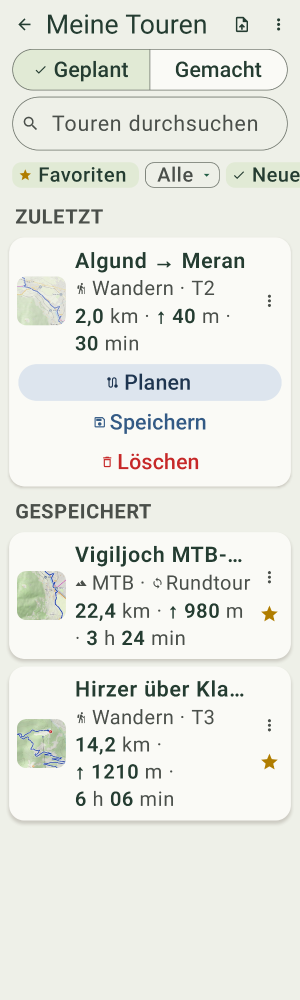 Meine Touren
Geplant
Gemacht
Touren durchsuchen
Favoriten
Alle
Neue
ZULETZT
Algund → Meran
Wandern · T2
2,0 km · ↑ 40 m ·
30 min
Planen
Speichern
Löschen
GESPEICHERT
Vigiljoch MTB-…
MTB · Rundtour
22,4 km · ↑ 980 m
· 3 h 24 min
Hirzer über Kla…
Wandern · T3
14,2 km ·
↑ 1210 m ·
6 h 06 min